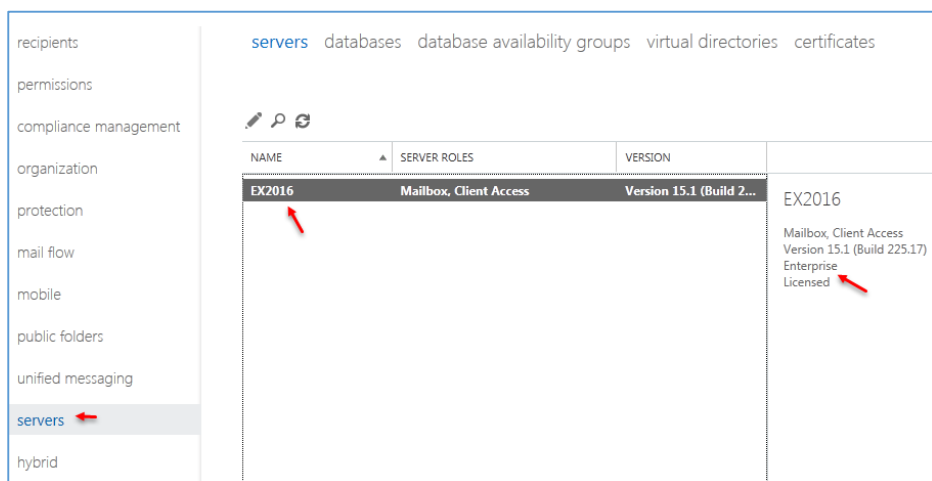 recipients
permissions
compliance management
organization
protection
mail flow
mobile
public folders
unified messaging
servers
hybrid
servers databases database availability groups virtual directories certificates
NAME SERVER ROLES VERSION
EX2016 Mailbox, Client Access Version 15.1 (Build 2...
EX2016
Mailbox, Client Access
Version 15.1 (Build 225.17)
Enterprise
Licensed